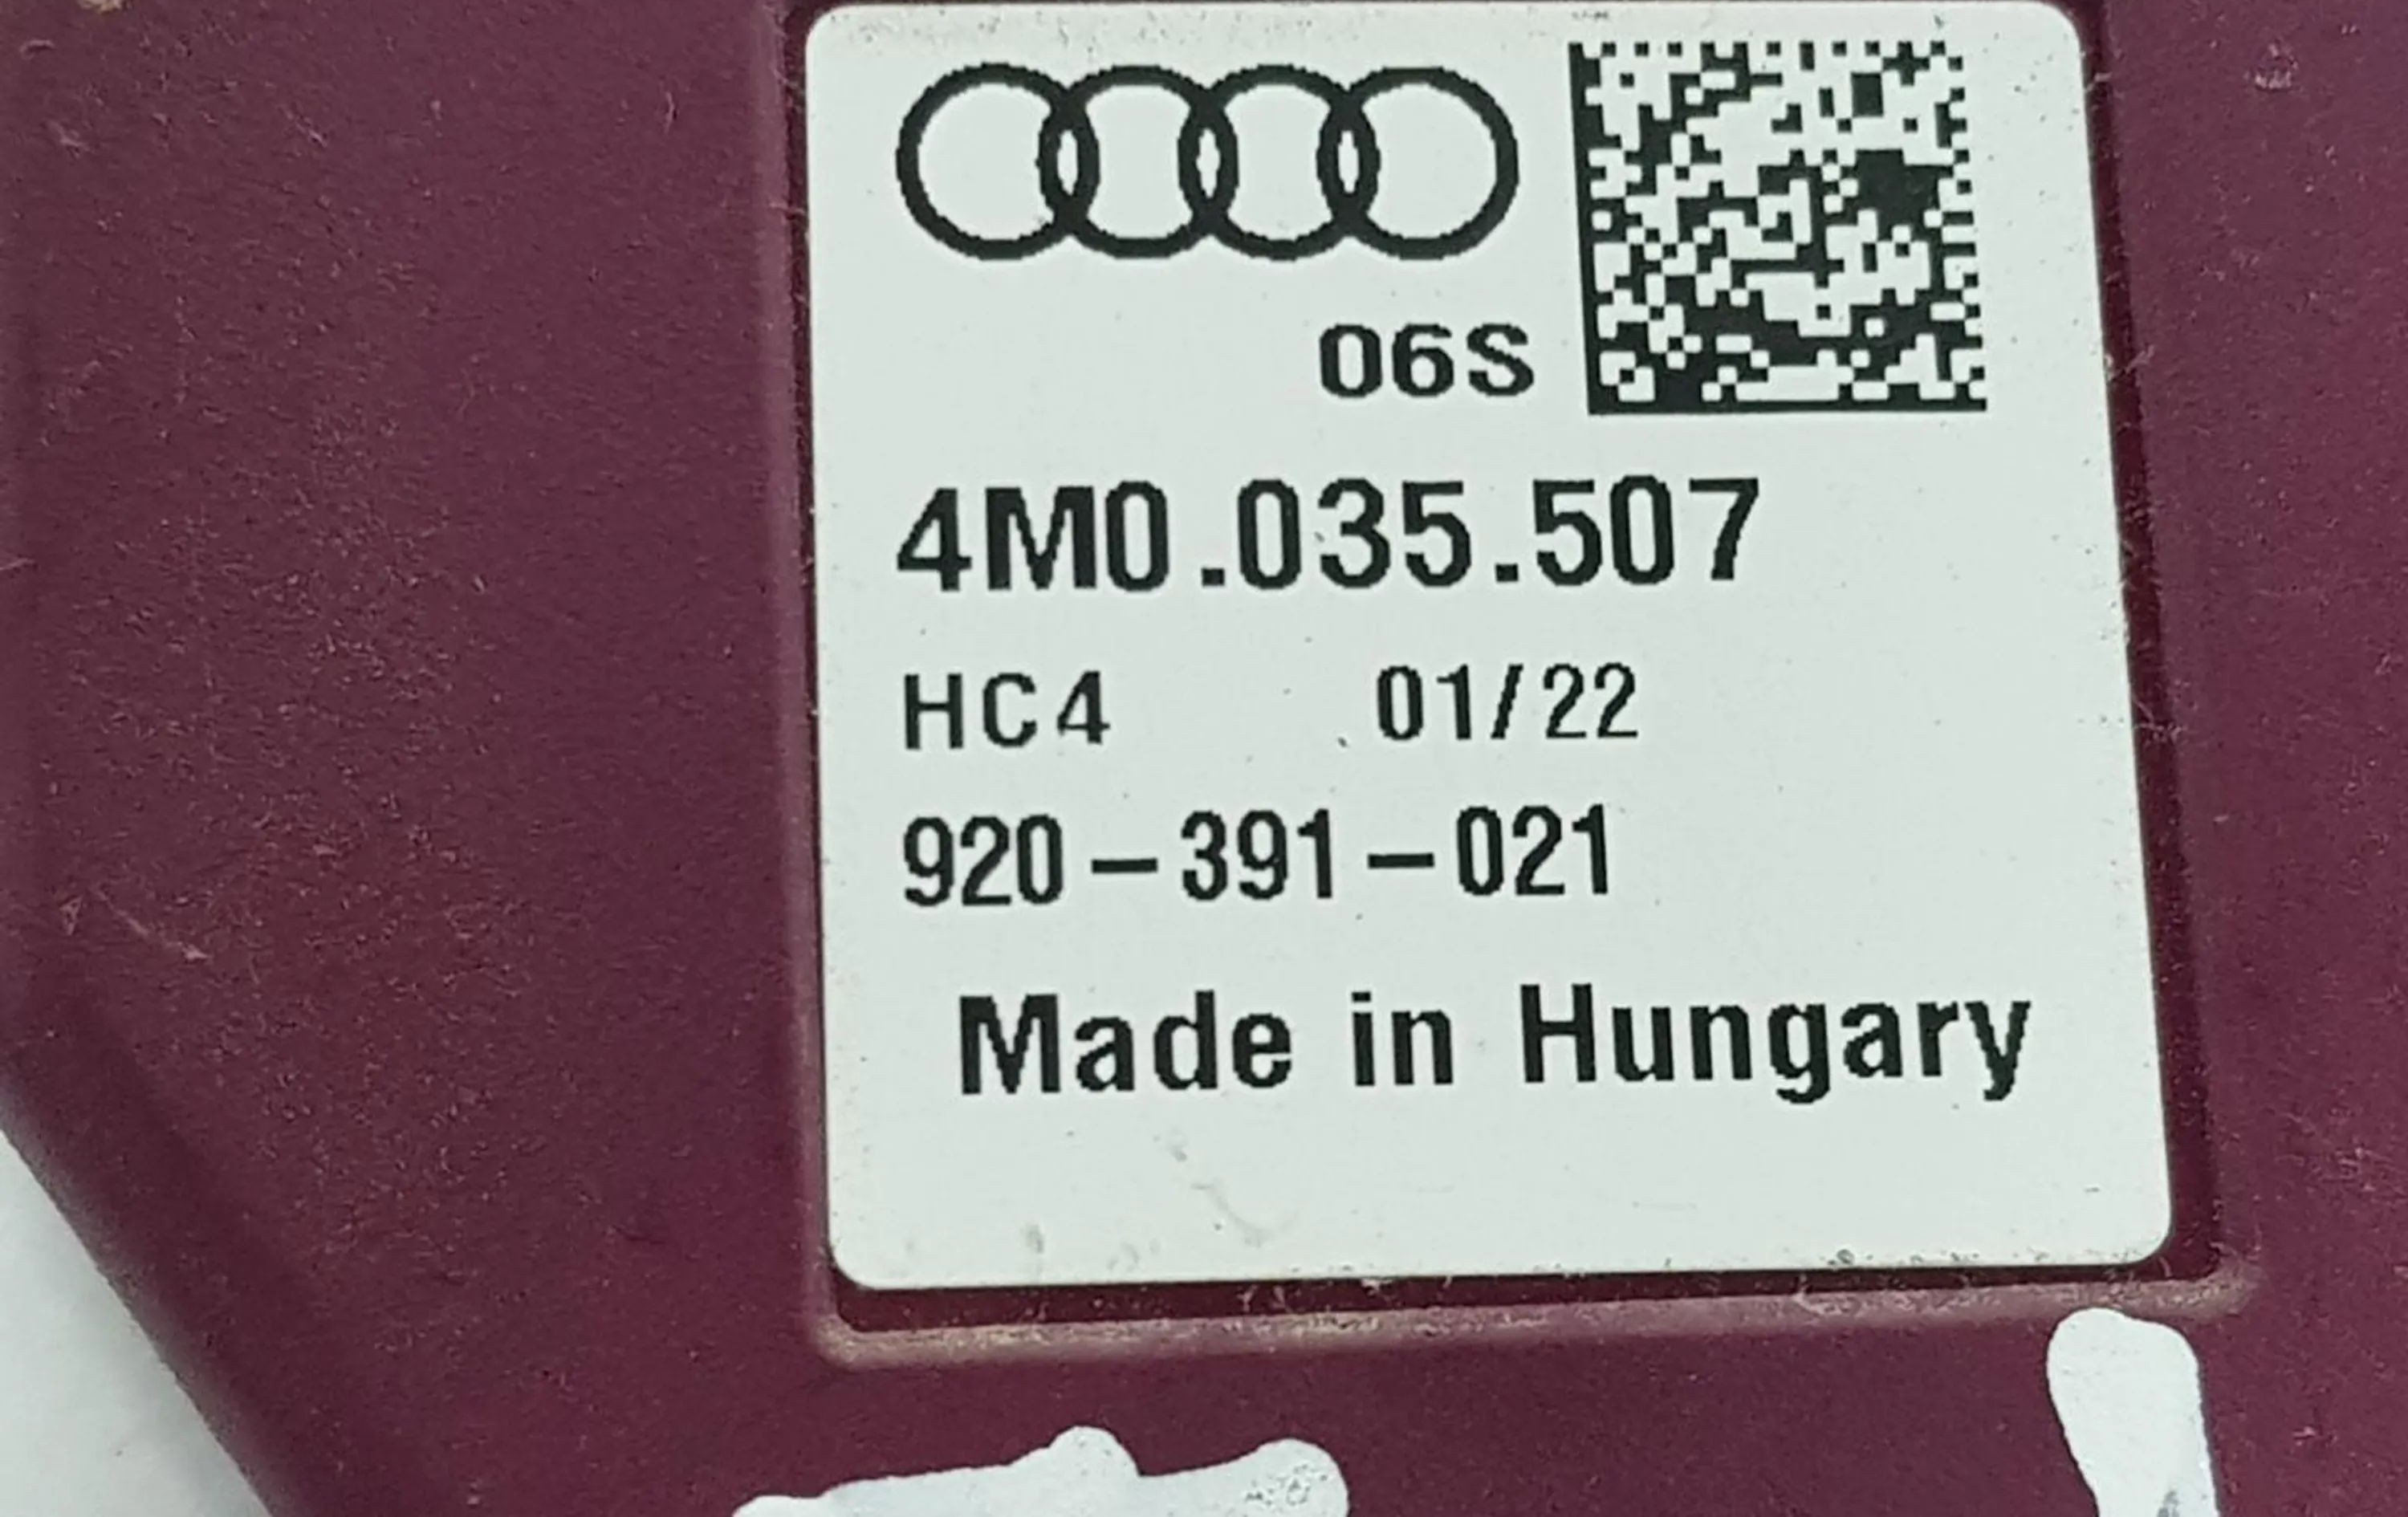 06S
4M0.035.507
HC4 01/22
920-391-021
Made in Hungary